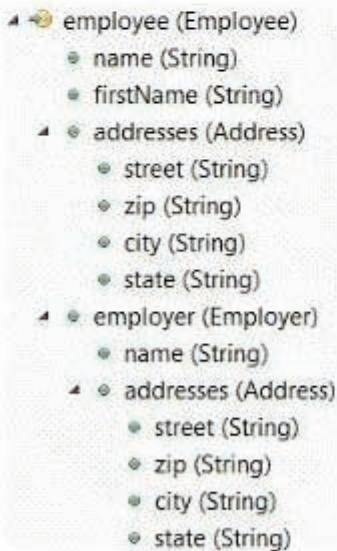 employee (Employee)
name (String)
firstName (String)
addresses (Address)
street (String)
zip (String)
city (String)
state (String)
employer (Employer)
name (String)
addresses (Address)
street (String)
zip (String)
city (String)
state (String)